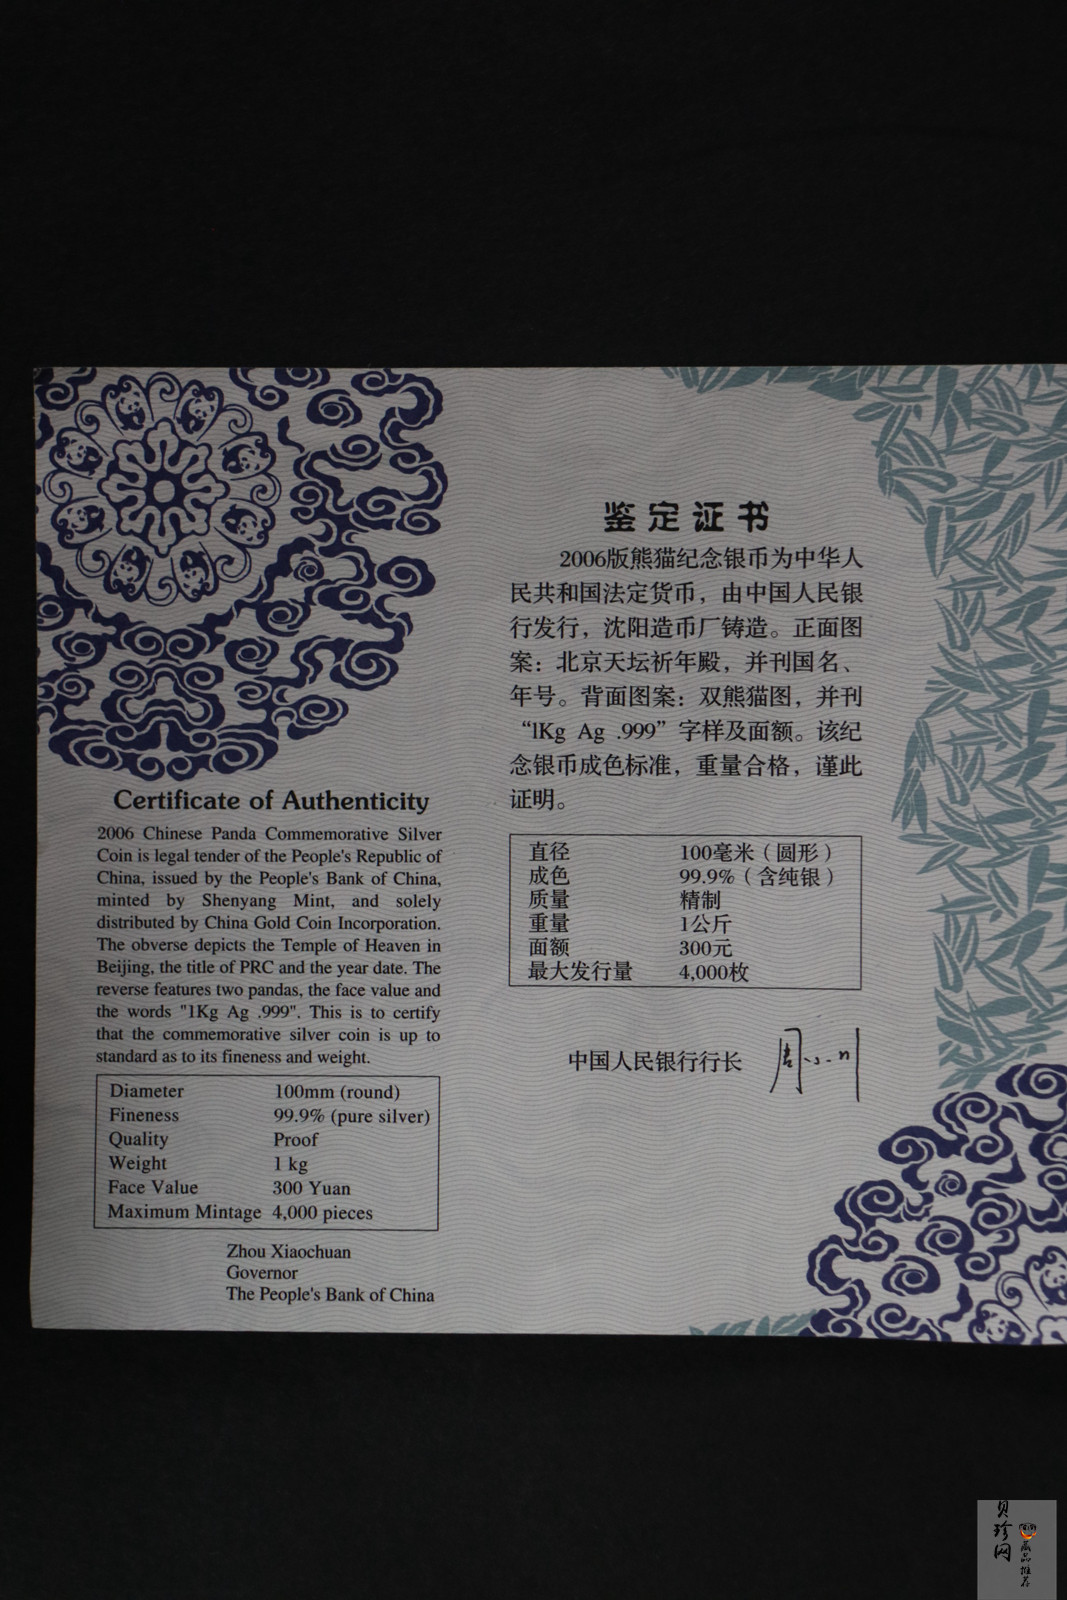 Certificate of Authenticity
2006 Chinese Panda Commemorative Silver
Coin is legal tender of the People's Republic of
China, issued by the People's Bank of China,
minted by Shenyang Mint, and solely
distributed by China Gold Coin Incorporation.
The obverse depicts the Temple of Heaven in
Beijing, the title of PRC and the year date. The
reverse features two pandas, the face value and
the words "1Kg Ag .999". This is to certify
that the commemorative silver coin is up to
standard as to its fineness and weight.
Diameter 100mm (round)
Fineness 99.9% (pure silver)
Quality Proof
Weight 1 kg
Face Value 300 Yuan
Maximum Mintage 4,000 pieces
Zhou Xiaochuan
Governor
The People's Bank of China
鉴定证书
2006版熊猫纪念银币为中华人
民共和国法定货币，由中国人民银
行发行，沈阳造币厂铸造。正面图
案：北京天坛祈年殿，并刊国名、
年号。背面图案：双熊猫图，并刊
“1Kg Ag .999”字样及面额。该纪
念银币成色标准，重量合格，谨此
证明。
直径 100毫米（圆形）
成色 99.9%（含纯银）
质量 精制
重量 1公斤
面额 300元
最大发行量 4,000枚
中国人民银行行长 周小川
贝珍网
藏品推荐